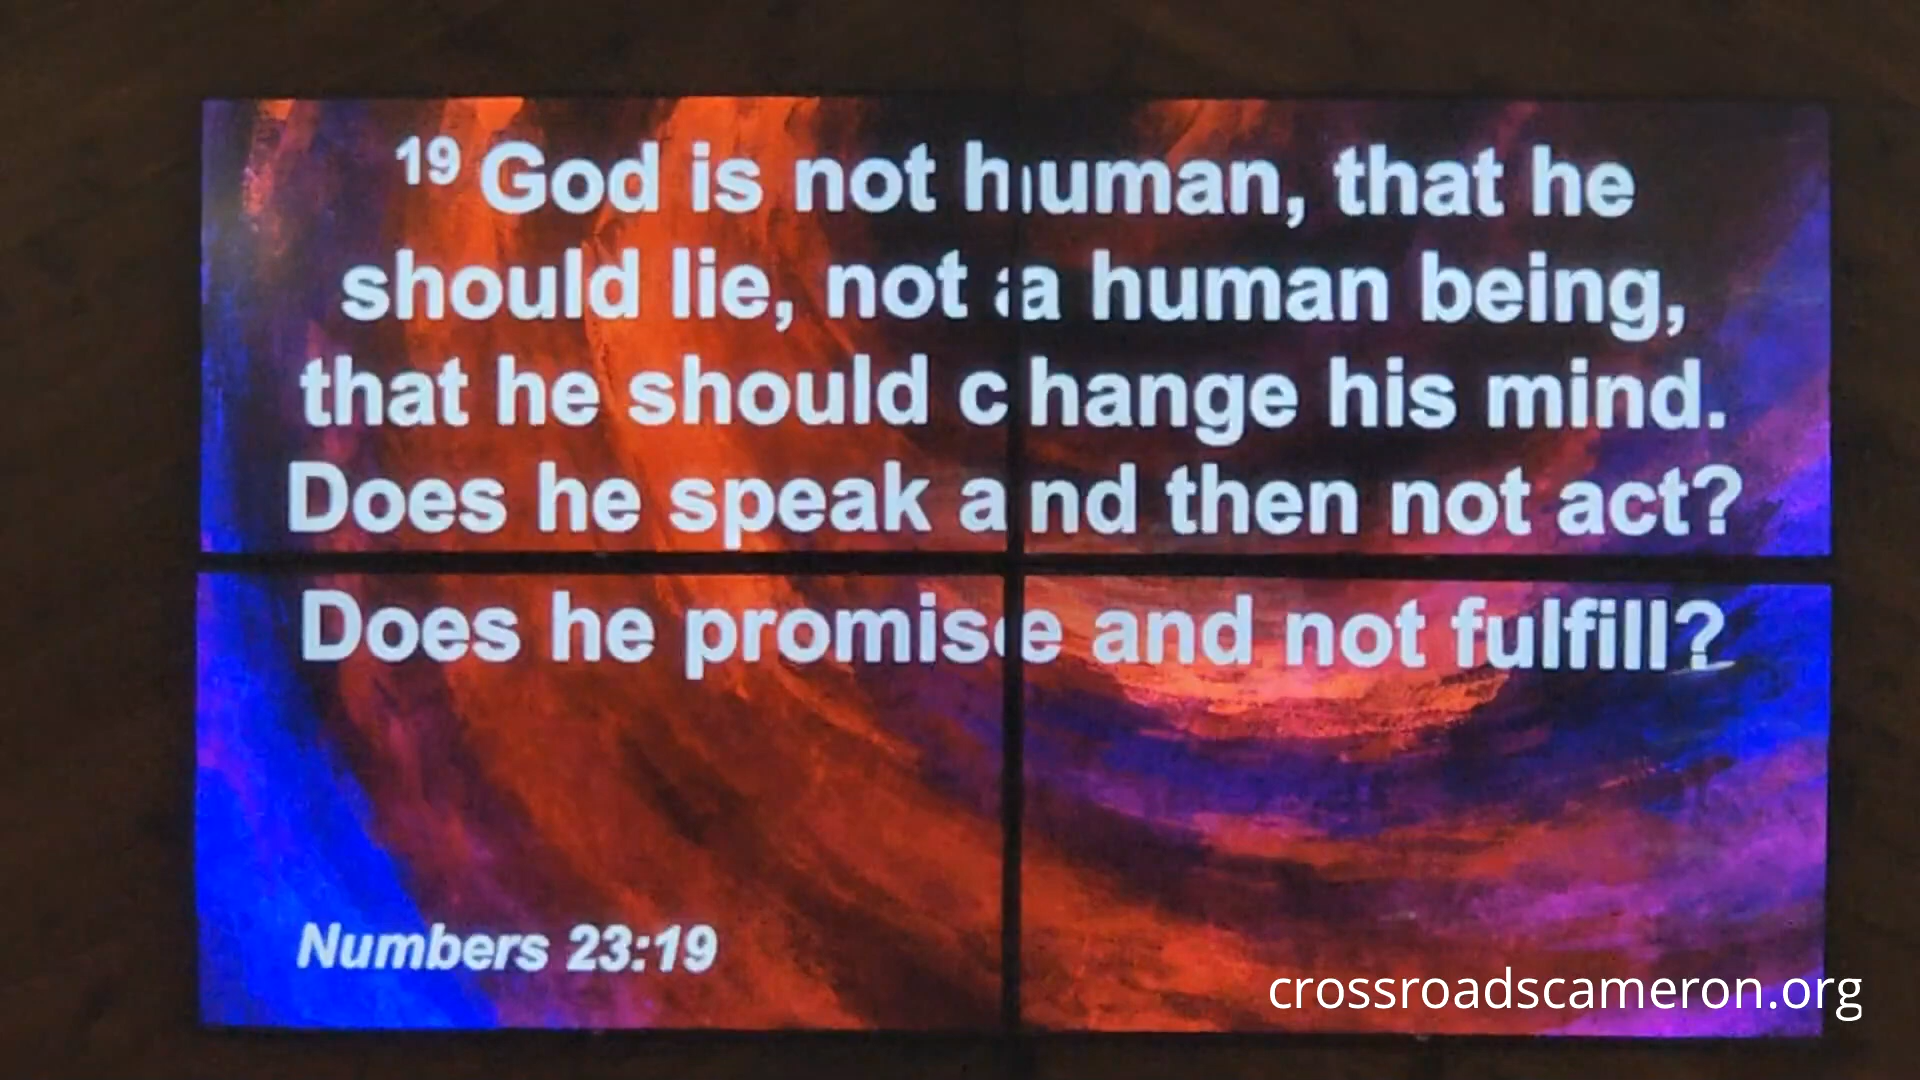 19 God is not human, that he
should lie, not a human being,
that he should change his mind.
Does he speak and then not act?
Does he promise and not fulfill?
Numbers 23:19
crossroadscameron.org